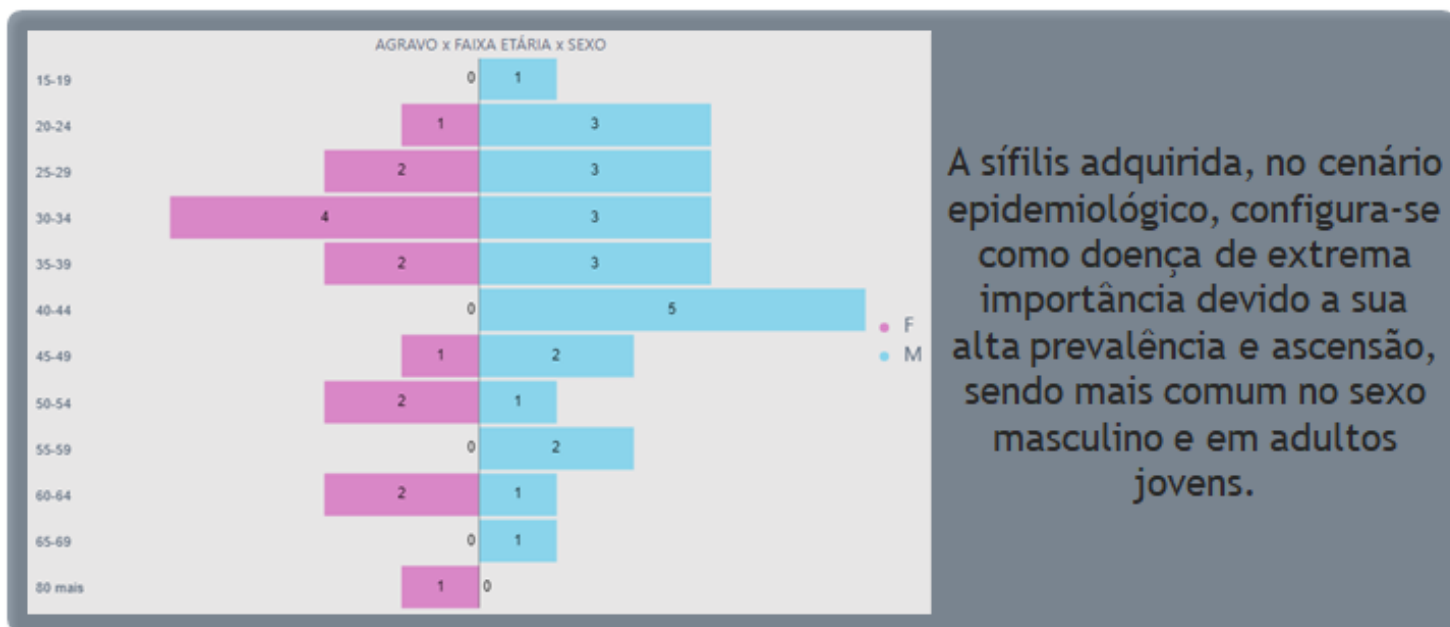 AGRAVO x FAIXA ETÁRIA x SEXO
15-19 0 1
20-24 1 3
25-29 2 3
30-34 4 3
35-39 2 3
40-44 0 5
45-49 1 2
50-54 2 1
55-59 0 2
60-64 2 1
65-69 0 1
80 mais 1 0
F
M
A sífilis adquirida, no cenário
epidemiológico, configura-se
como doença de extrema
importância devido a sua
alta prevalência e ascensão,
sendo mais comum no sexo
masculino e em adultos
jovens.